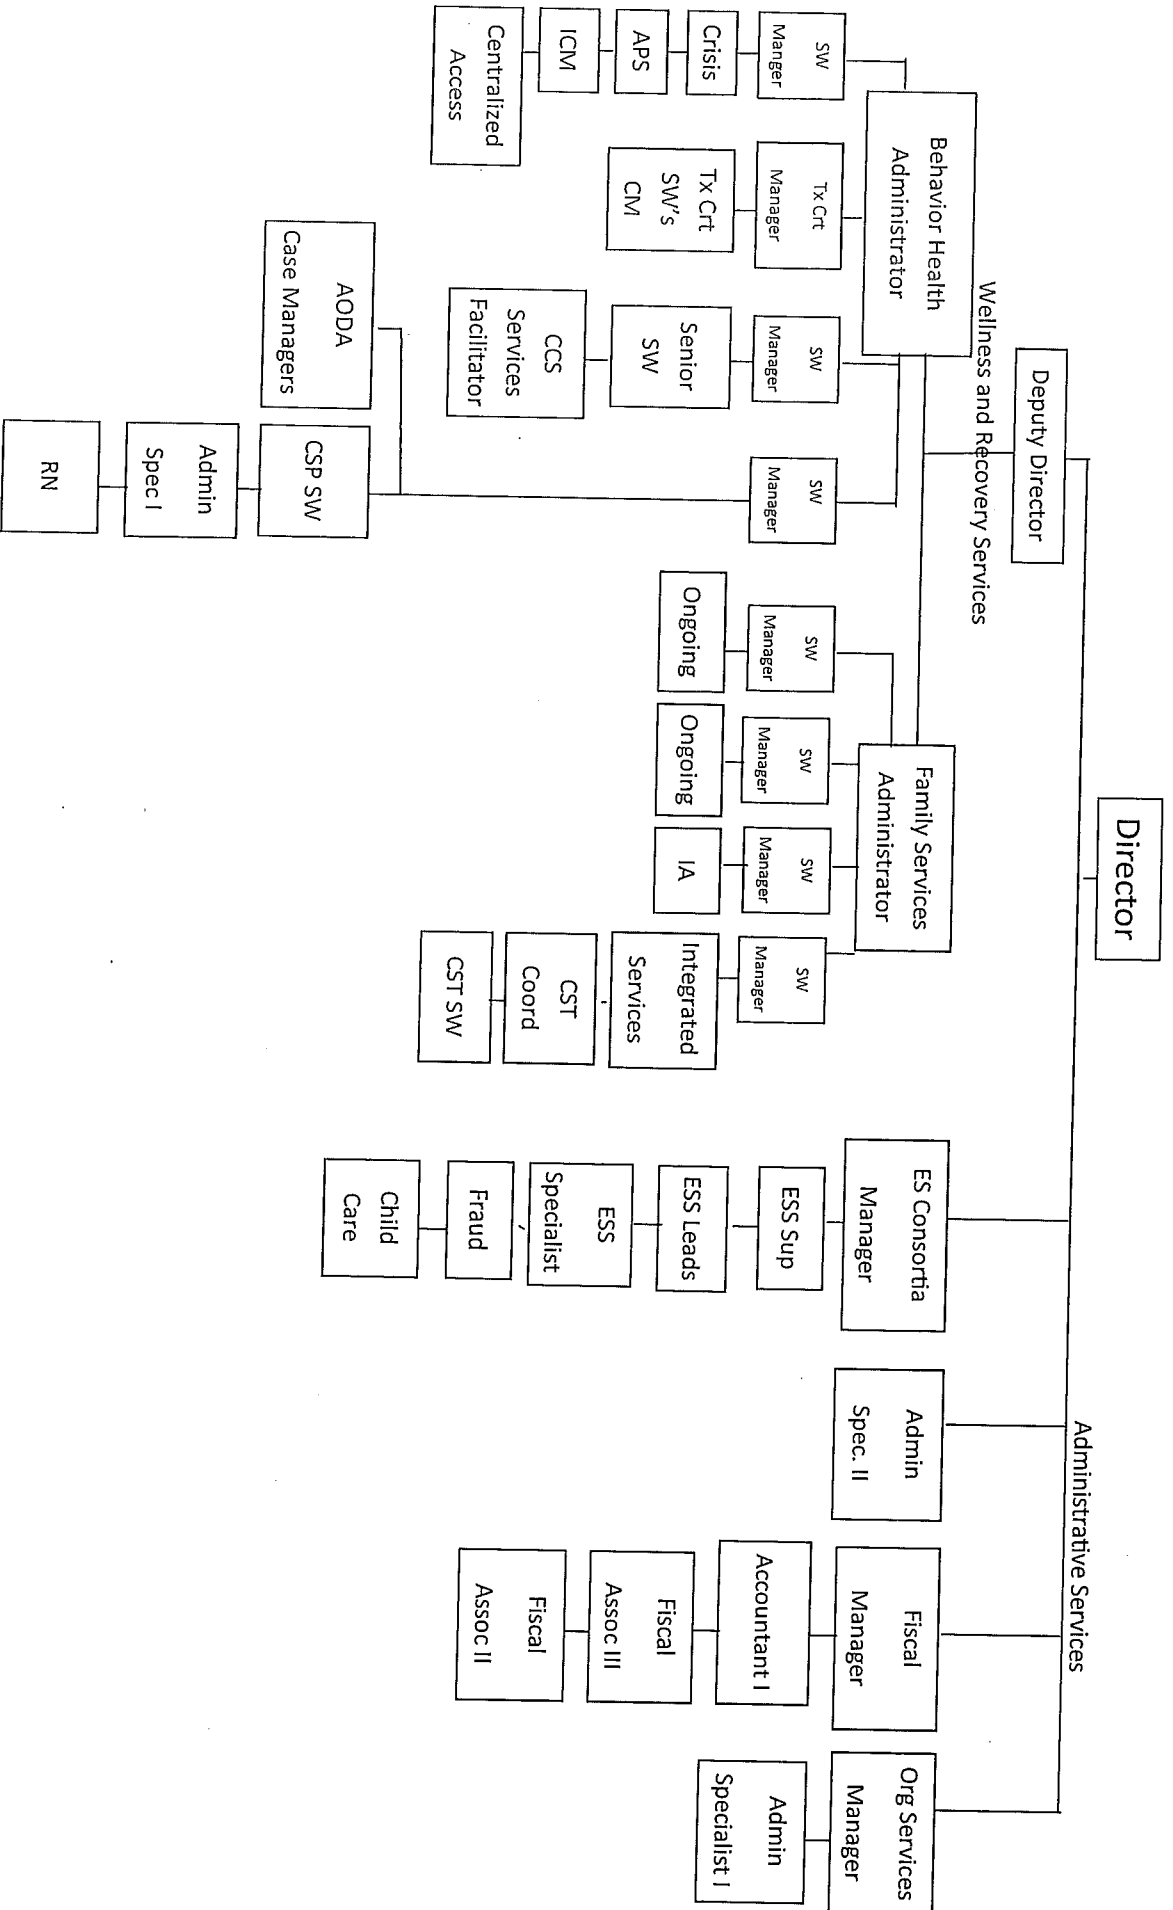 Director
Deputy Director
Wellness and Recovery Services
Administrative Services
Behavior Health
Administrator
SW
Manger
Crisis
APS
ICM
Centralized
Access
Tx Crt
Manager
Tx Crt
SW's
CM
SW
Manager
Senior
SW
CCS
Services
Facilitator
SW
Manager
AODA
Case Managers
CSP SW
Admin
Spec I
RN
Family Services
Administrator
SW
Manager
Ongoing
SW
Manager
Ongoing
SW
Manager
IA
SW
Manager
Integrated
Services
CST
Coord
CST SW
ES Consortia
Manager
ESS Sup
ESS Leads
ESS
Specialist
Fraud
Child
Care
Admin
Spec. II
Fiscal
Manager
Accountant I
Fiscal
Assoc III
Fiscal
Assoc II
Org Services
Manager
Admin
Specialist I